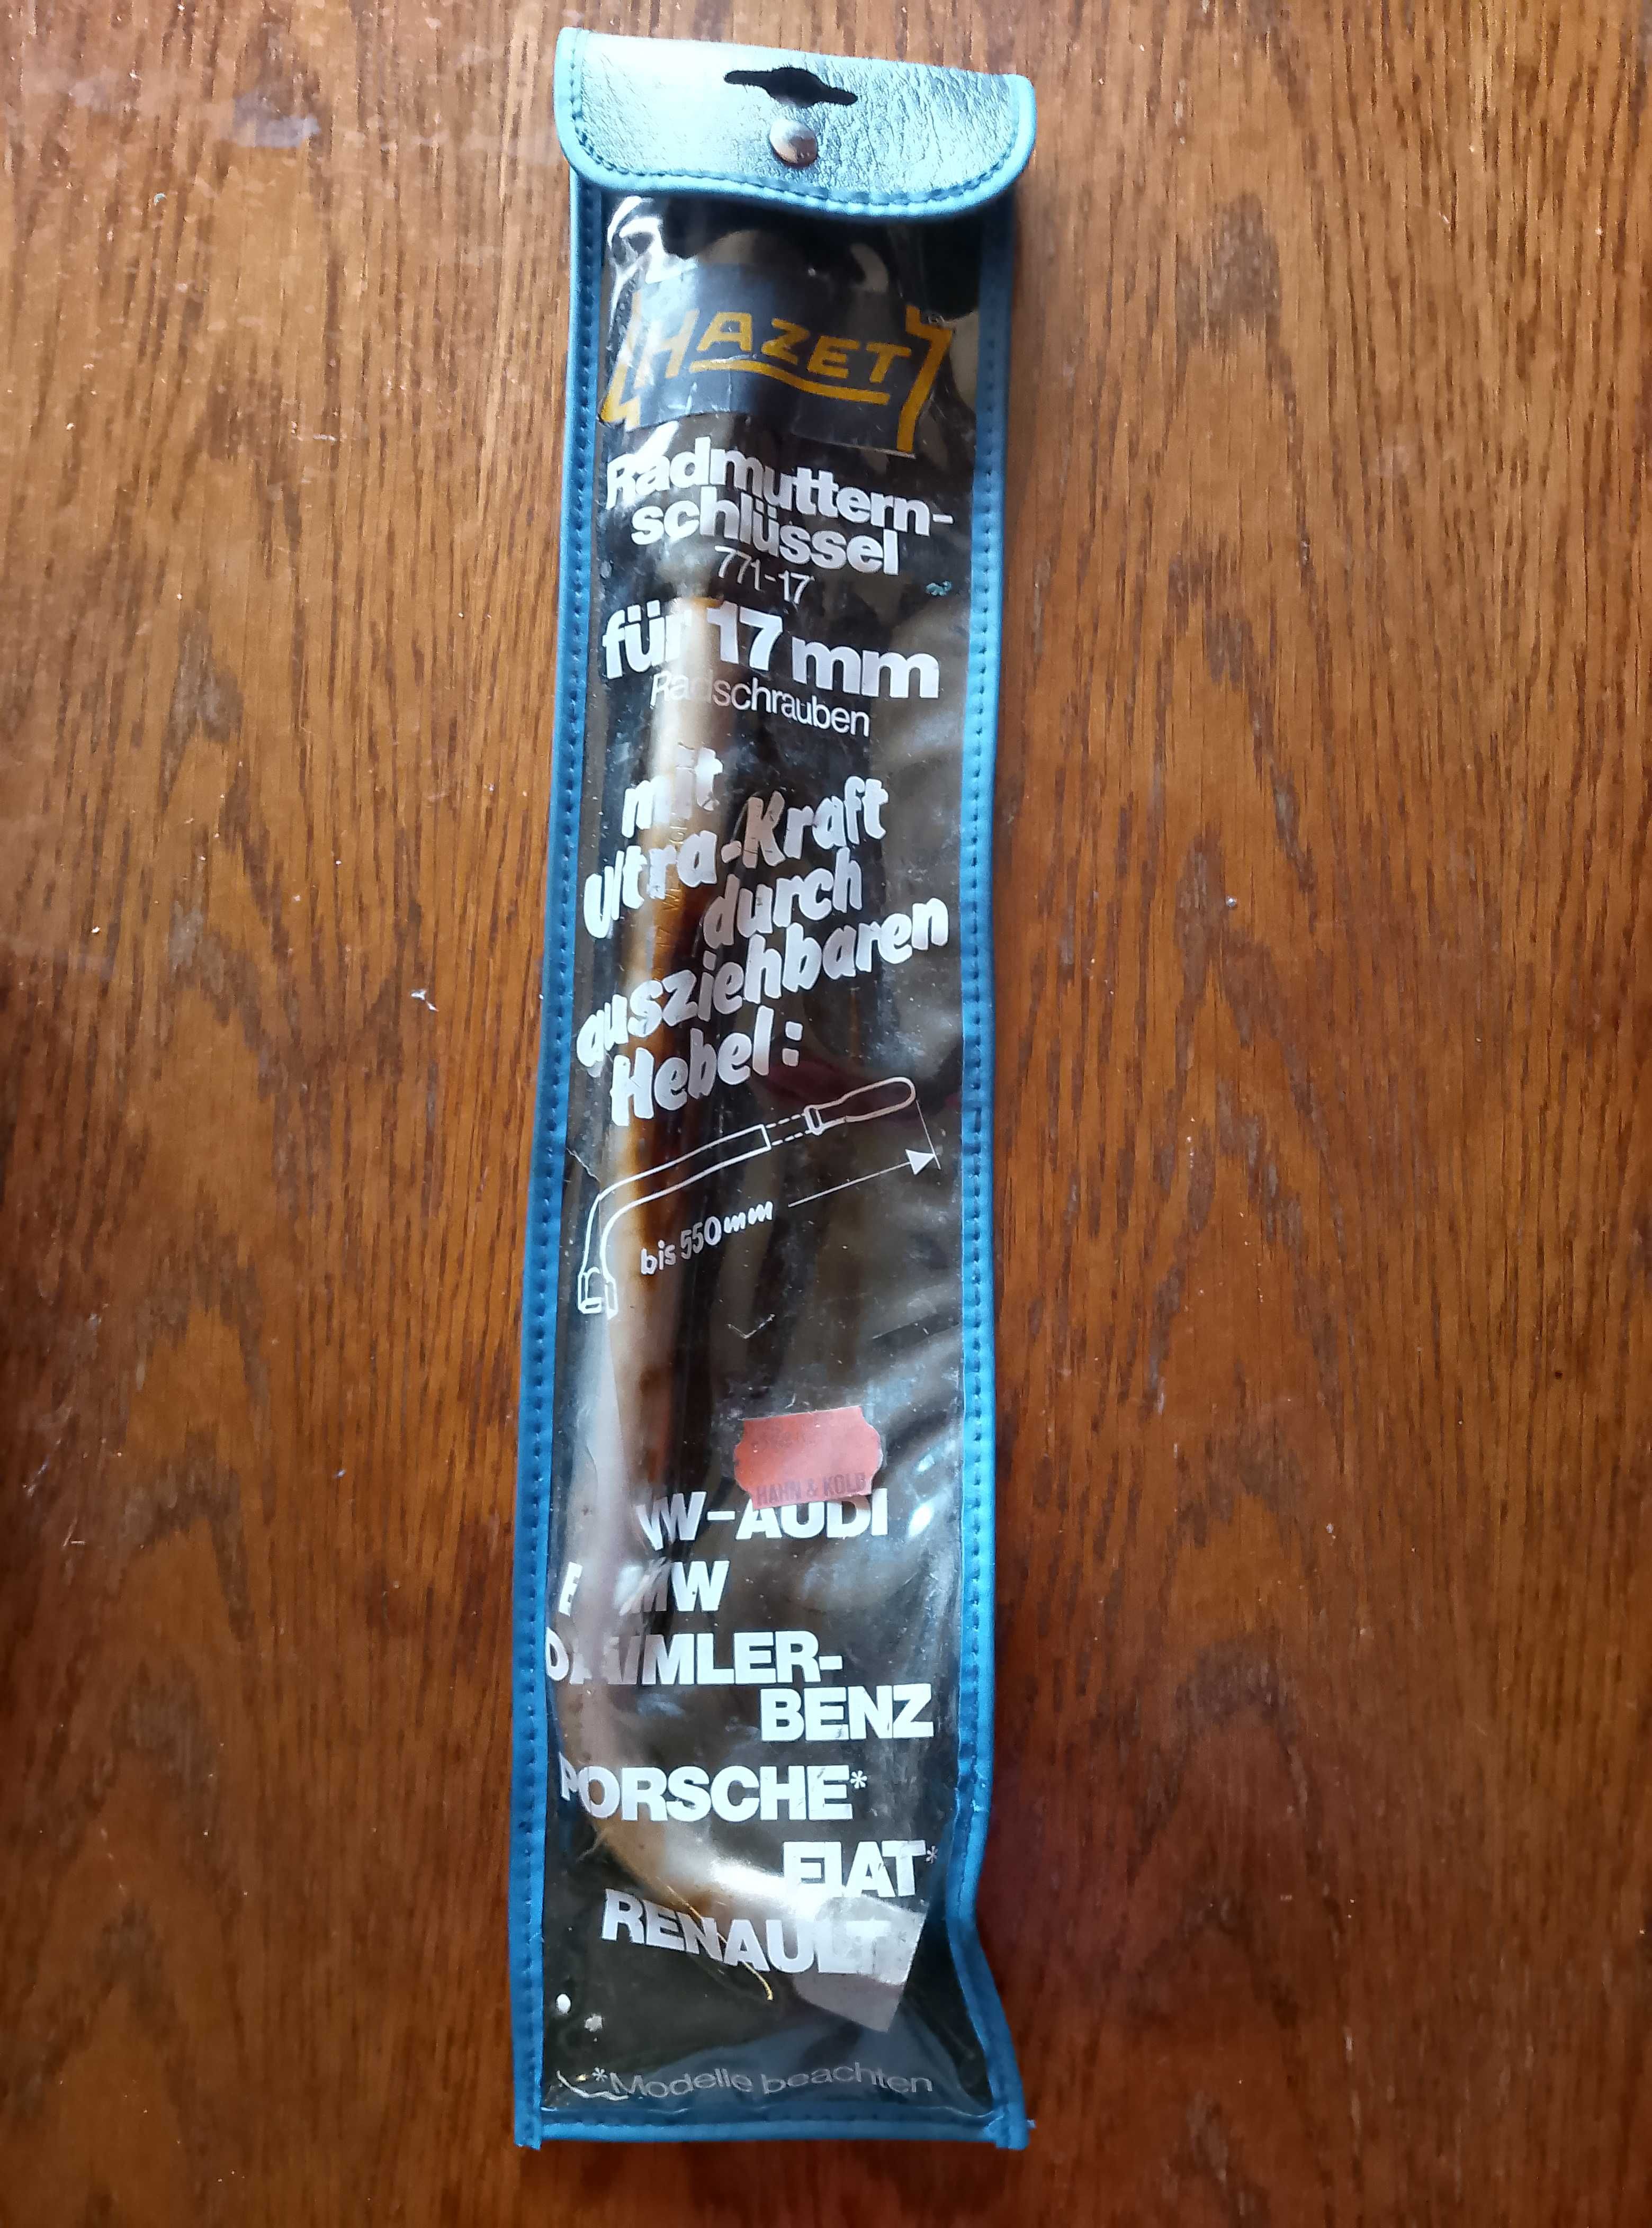 HAZET
Radmuttern-
schlüssel
771-17
für 17 mm
Radschrauben
mit
Ultra-Kraft
durch
ausziehbaren
Hebel:
bis 550 mm
HAHN & KOLB
VW-AUDI
BMW
DAIMLER-
BENZ
PORSCHE*
FIAT*
RENAULT
*Modelle beachten